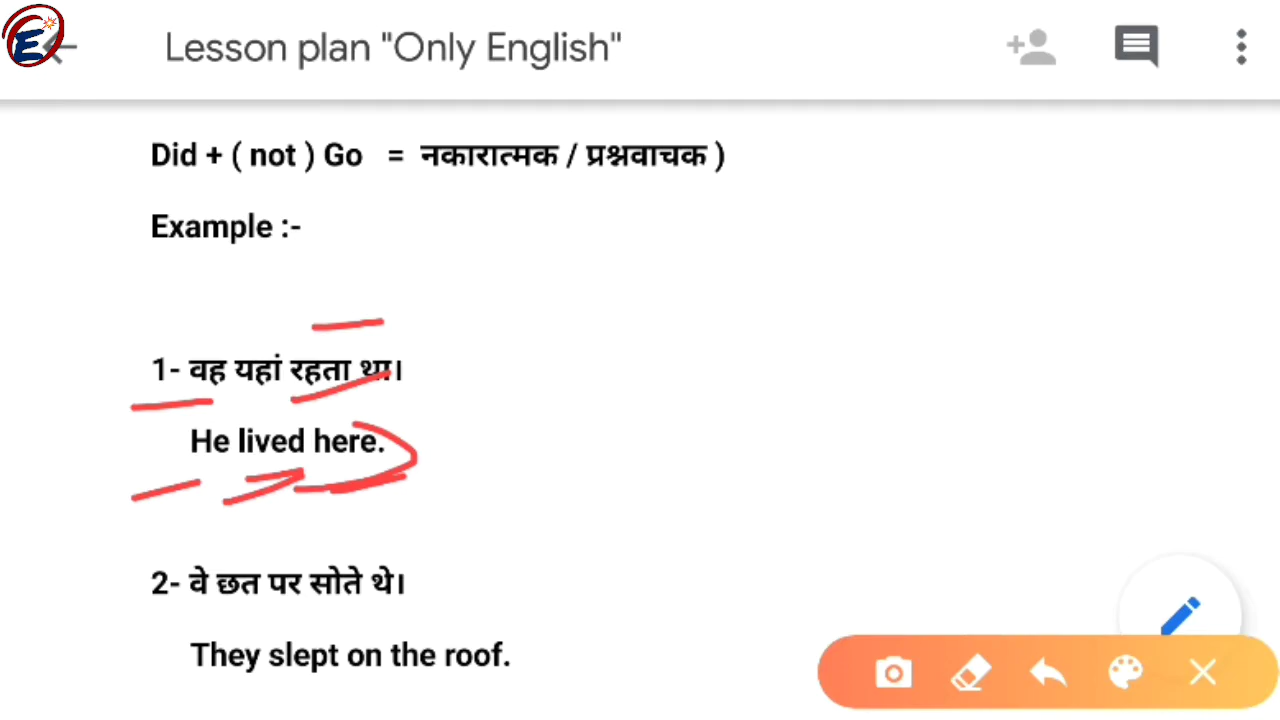 E
Lesson plan "Only English"
Did + ( not ) Go = नकारात्मक / प्रश्नवाचक )
Example :-
1- वह यहां रहता था।
He lived here.
2- वे छत पर सोते थे।
They slept on the roof.